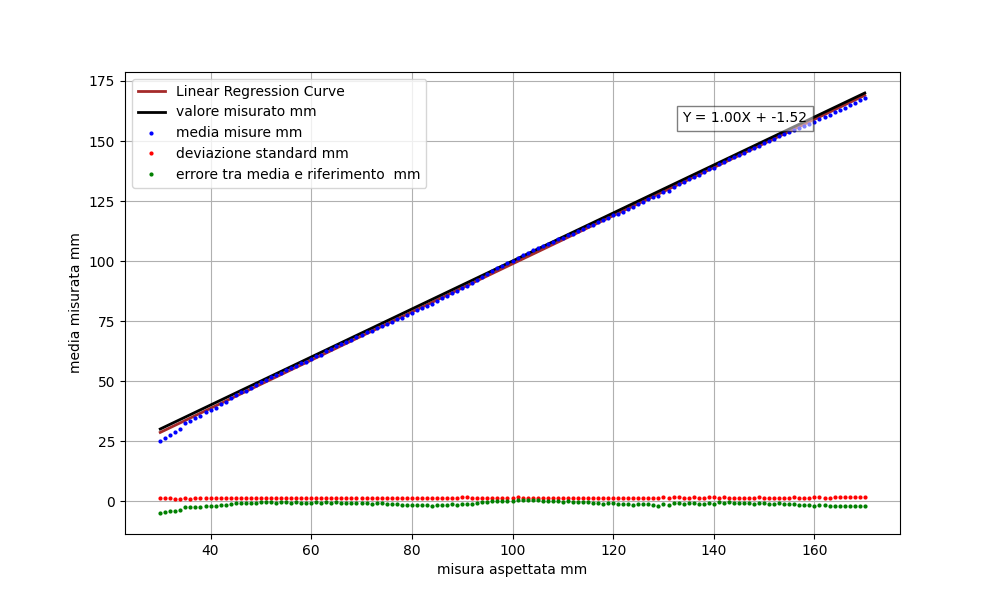 Linear Regression Curve
valore misurato mm
media misure mm
deviazione standard mm
errore tra media e riferimento  mm
Y = 1.00X + -1.52
media misurata mm
175
150
125
100
75
50
25
0
40 60 80 100 120 140 160
misura aspettata mm